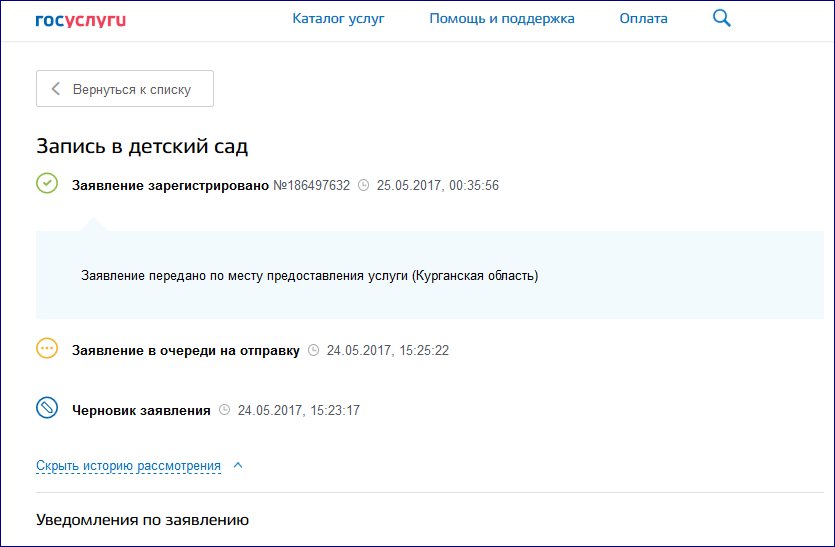 госуслуги Каталог услуг Помощь и поддержка Оплата
Вернуться к списку
Запись в детский сад
Заявление зарегистрировано №186497632 25.05.2017, 00:35:56
Заявление передано по месту предоставления услуги (Курганская область)
Заявление в очереди на отправку 24.05.2017, 15:25:22
Черновик заявления 24.05.2017, 15:23:17
Скрыть историю рассмотрения
Уведомления по заявлению